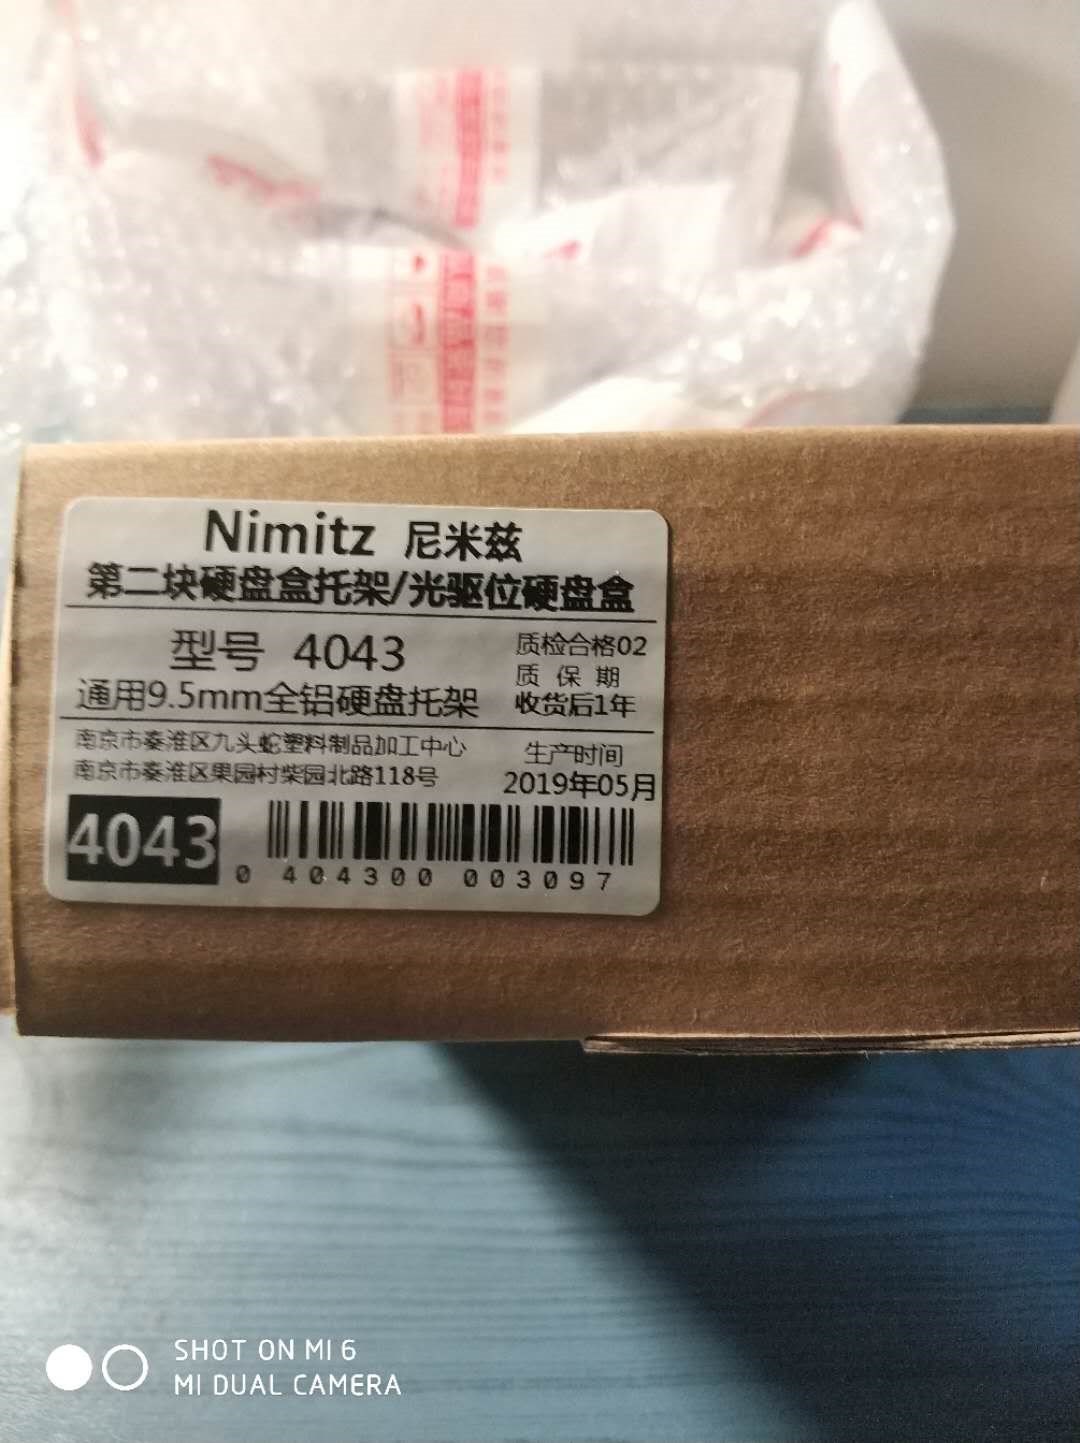 Nimitz 尼米兹
第二块硬盘盒托架/光驱位硬盘盒
型号 4043
通用9.5mm全铝硬盘托架
质检合格02
质 保 期
收货后1年
南京市秦淮区九头蛇塑料制品加工中心
南京市秦淮区果园村柴园北路118号
生产时间
2019年05月
4043
0 404300 003097
SHOT ON MI 6
MI DUAL CAMERA